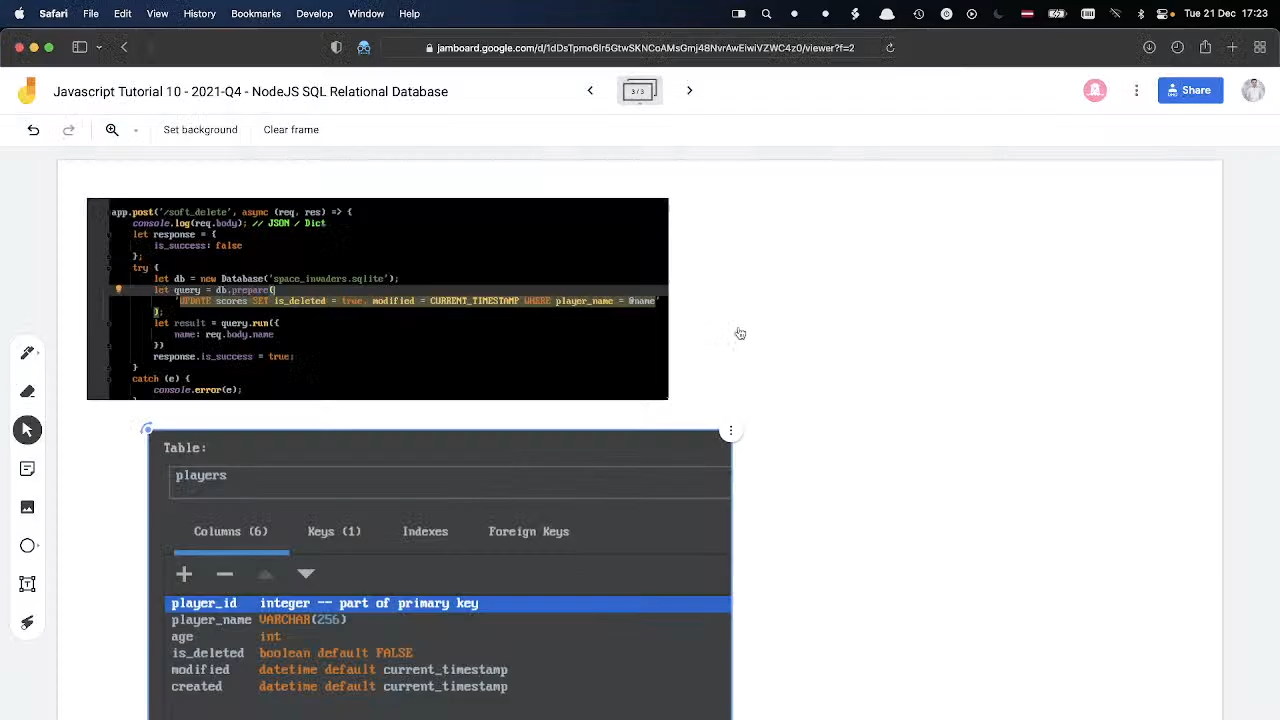 Safari File Edit View History Bookmarks Develop Window Help Tue 21 Dec 17:23
jamboard.google.com/d/1dDsTpmo6Ir5GtwSKNCoAMsGmj48NvrAwEiwiVZWC4z0/viewer?f=2
Javascript Tutorial 10 - 2021-Q4 - NodeJS SQL Relational Database
3/3
Share
Set background Clear frame
app.post('/soft_delete', async (req, res) => {
console.log(req.body); // JSON / Dict
let response = {
is_success: false
};
try {
let db = new Database('space_invaders.sqlite');
let query = db.prepare(
'UPDATE scores SET is_deleted = true, modified = CURRENT_TIMESTAMP WHERE player_name = @name'
);
let result = query.run({
name: req.body.name
})
response.is_success = true;
}
catch (e) {
console.error(e);
Table:
players
Columns (6) Keys (1) Indexes Foreign Keys
player_id integer -- part of primary key
player_name VARCHAR(256)
age int
is_deleted boolean default FALSE
modified datetime default current_timestamp
created datetime default current_timestamp